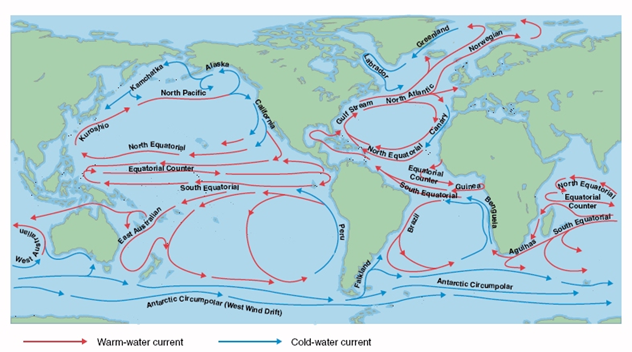 Greenland
Norwegian
Labrador
Alaska
Kamchatka
North Pacific
California
Kuroshio
Gulf Stream
North Atlantic
Canary
North Equatorial
North Equatorial
Equatorial Counter
Equatorial
Counter
South Equatorial
South Equatorial
Guinea
North Equatorial
Equatorial
Counter
South Equatorial
East Australian
West Australian
Peru
Brazil
Benguela
Agulhas
Falkland
Antarctic Circumpolar
Antarctic Circumpolar (West Wind Drift)
Warm-water current
Cold-water current